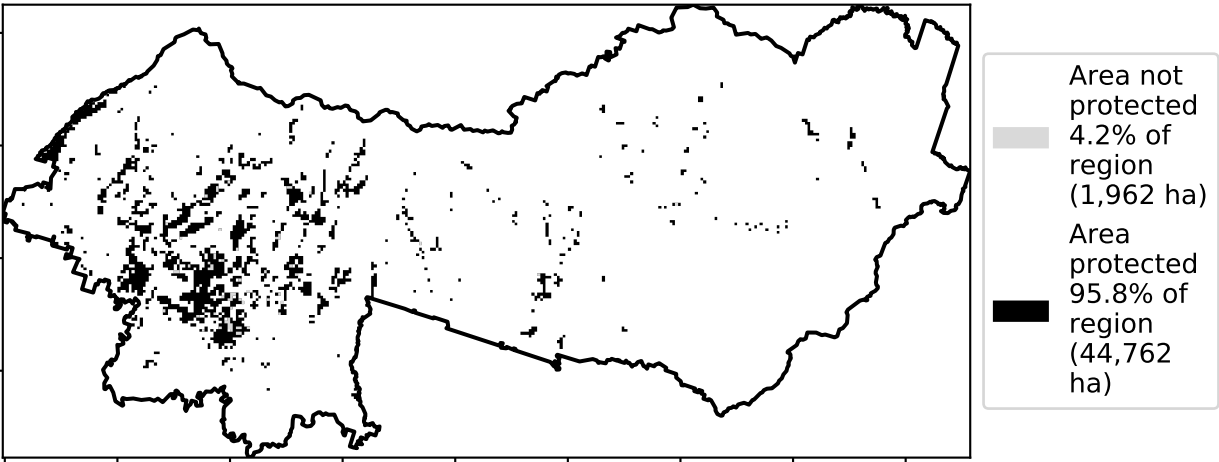 Area not
protected
4.2% of
region
(1,962 ha)
Area
protected
95.8% of
region
(44,762
ha)